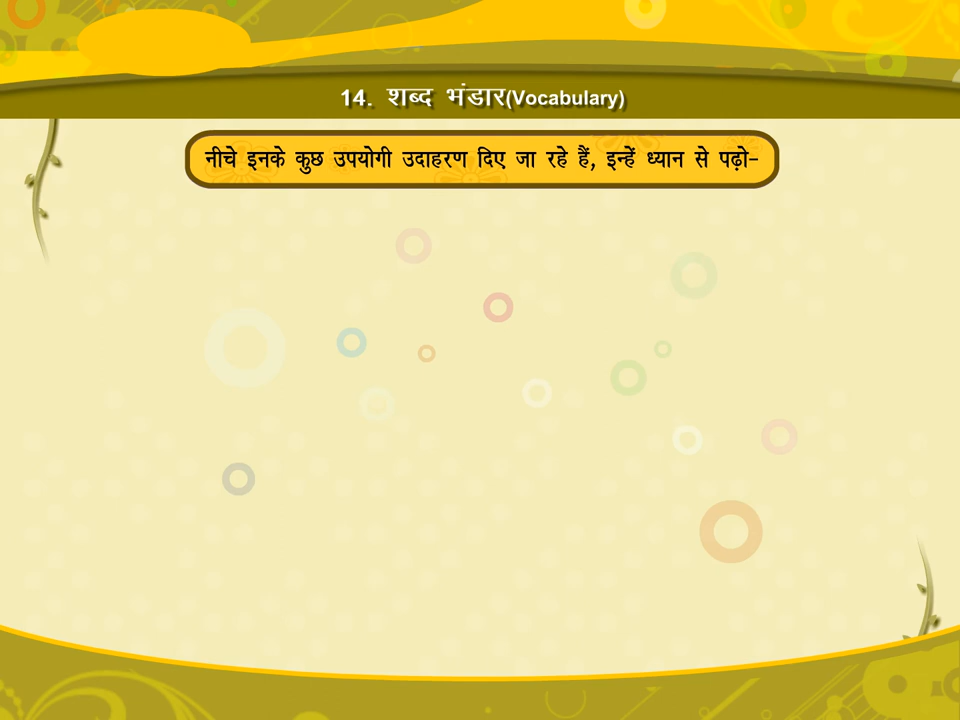 14. शब्द भंडार(Vocabulary)
नीचे इनके कुछ उपयोगी उदाहरण दिए जा रहे हैं, इन्हें ध्यान से पढ़ो-